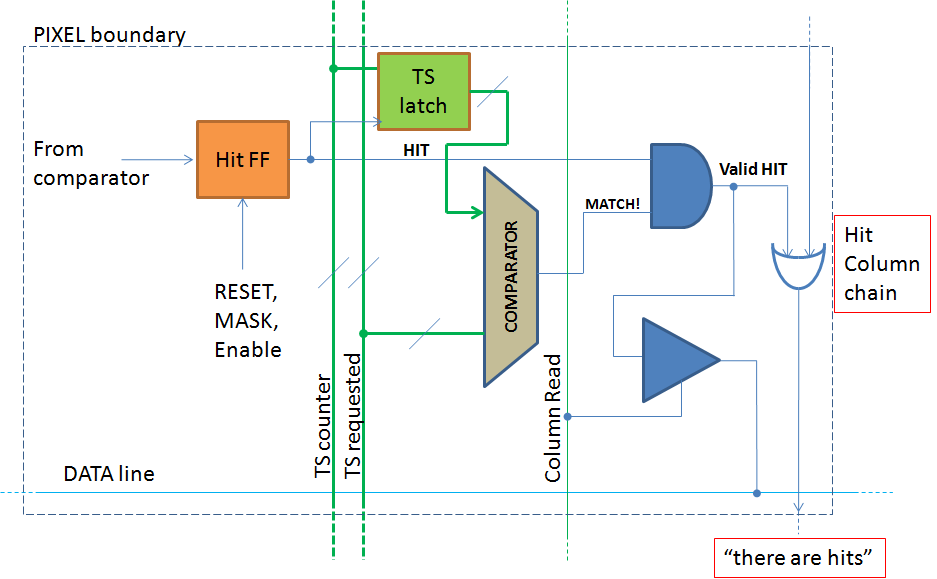 PIXEL boundary
TS
latch
From
comparator
Hit FF
HIT
Valid HIT
MATCH!
COMPARATOR
Hit
Column
chain
RESET,
MASK,
Enable
TS counter
TS requested
Column Read
DATA line
“there are hits”